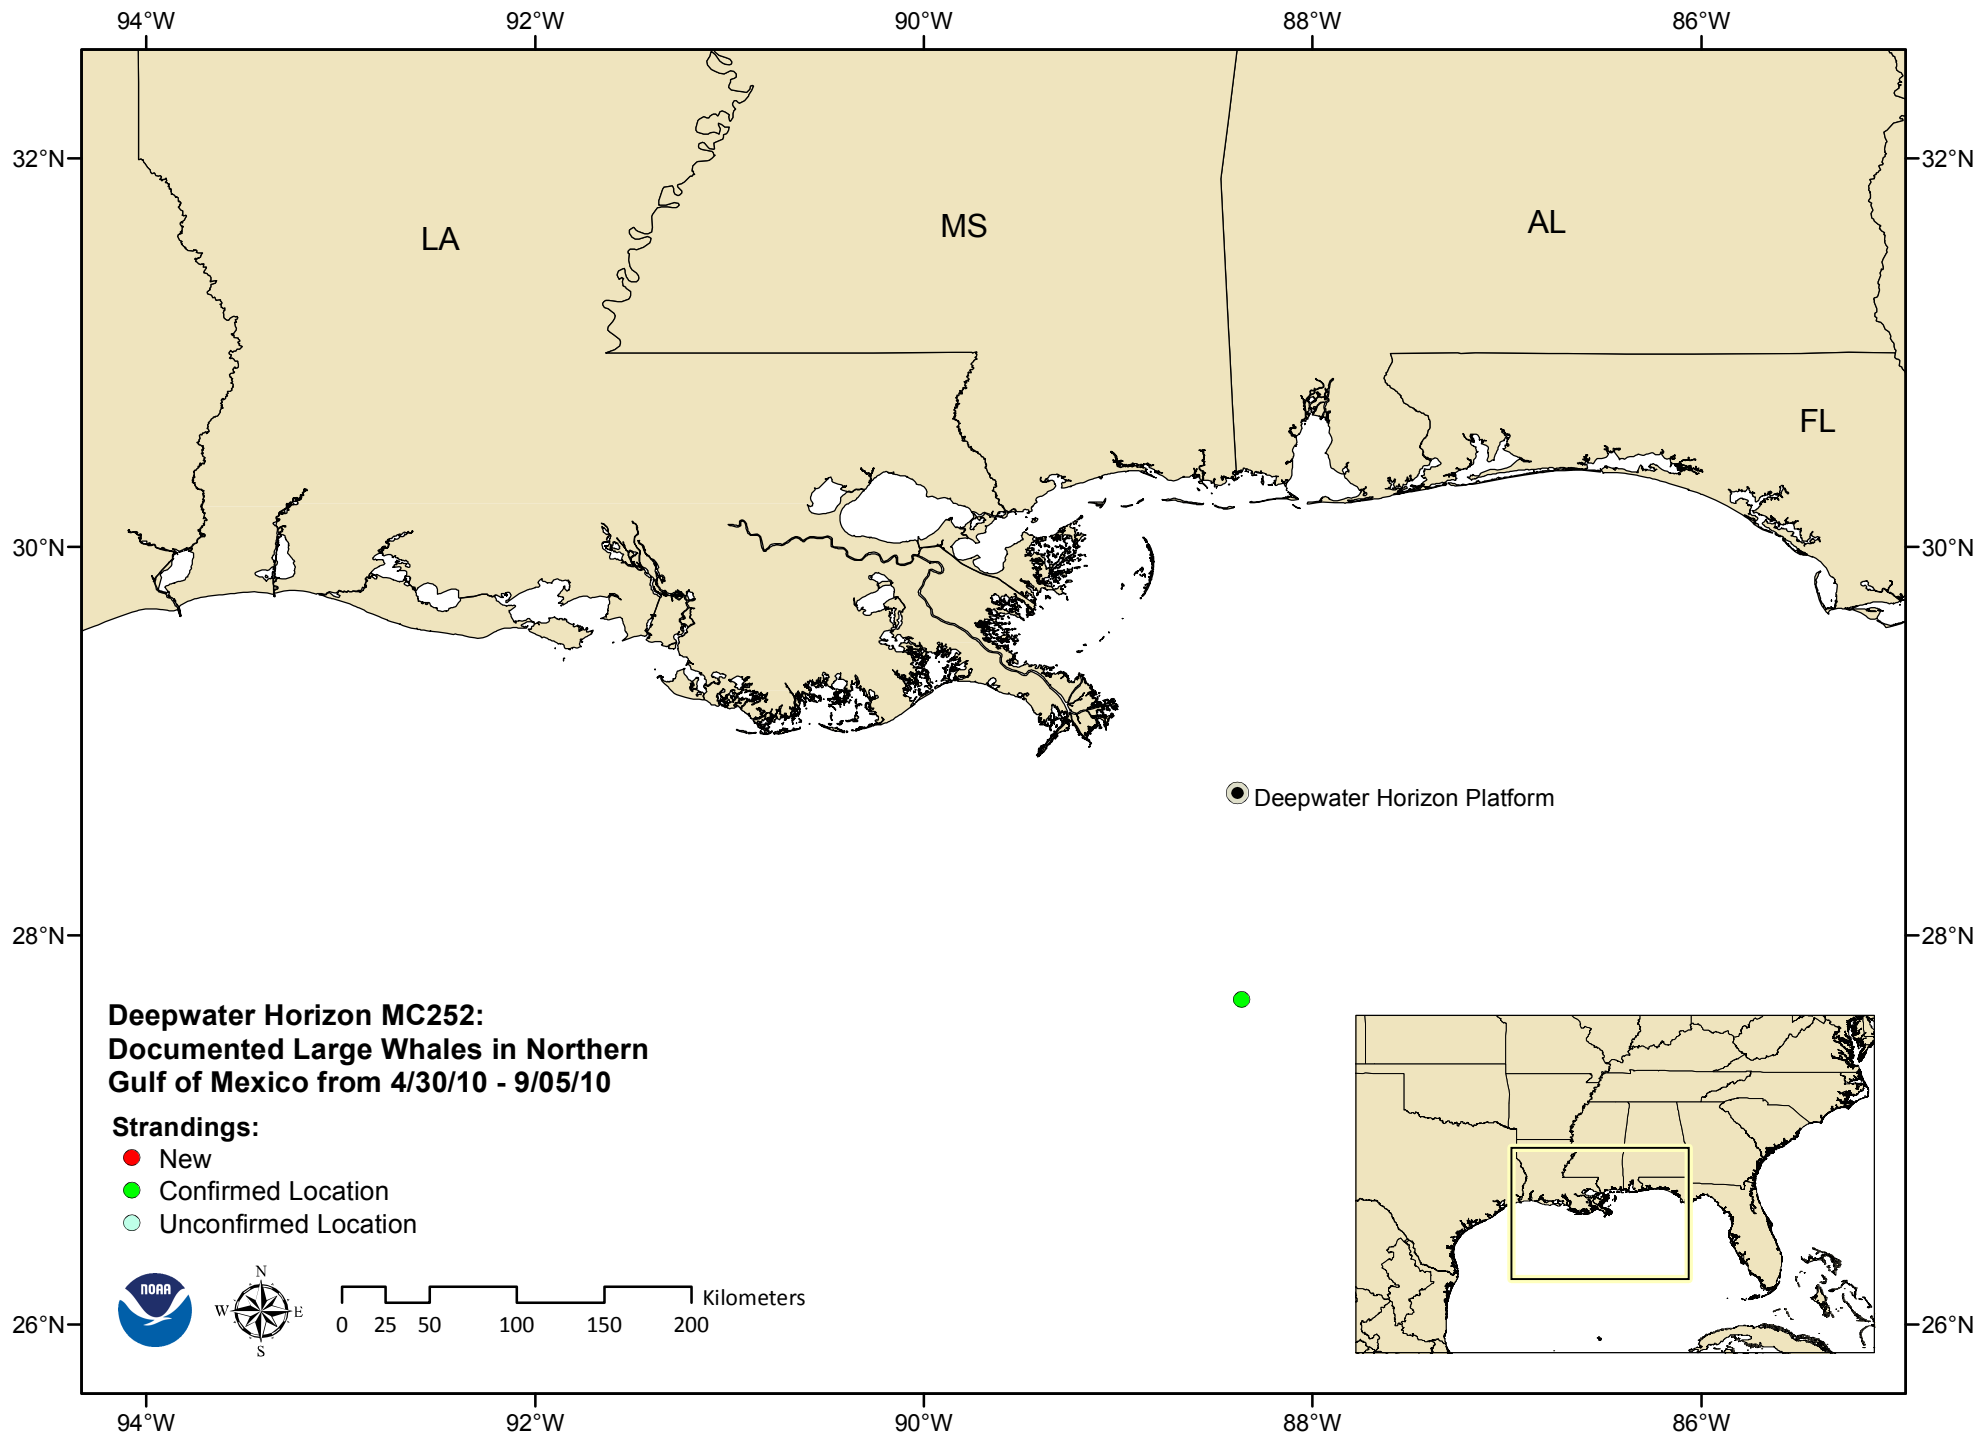 94°W 92°W 90°W 88°W 86°W
32°N 32°N
LA MS AL
FL
30°N 30°N
Deepwater Horizon Platform
28°N 28°N
Deepwater Horizon MC252:
Documented Large Whales in Northern
Gulf of Mexico from 4/30/10 - 9/05/10
Strandings:
New
Confirmed Location
Unconfirmed Location
NOAA
N
W E
S
Kilometers
0 25 50 100 150 200
26°N 26°N
94°W 92°W 90°W 88°W 86°W